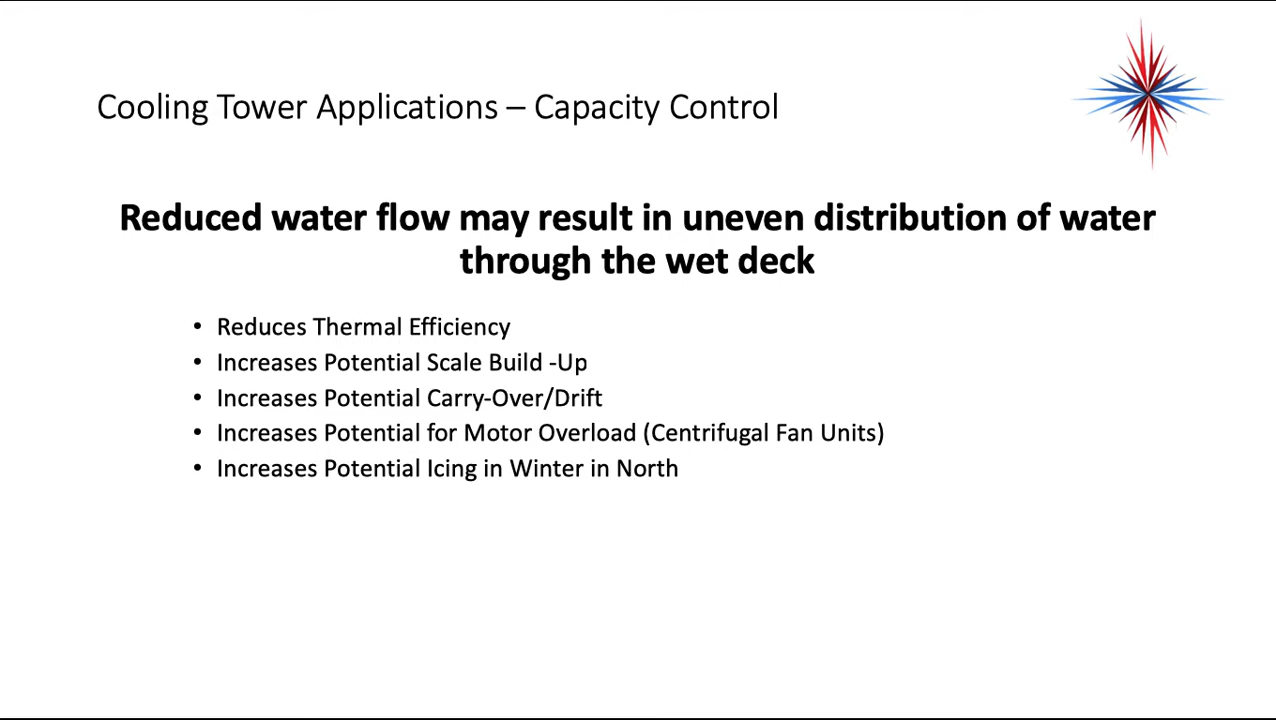 Cooling Tower Applications – Capacity Control
Reduced water flow may result in uneven distribution of water
through the wet deck
• Reduces Thermal Efficiency
• Increases Potential Scale Build -Up
• Increases Potential Carry-Over/Drift
• Increases Potential for Motor Overload (Centrifugal Fan Units)
• Increases Potential Icing in Winter in North